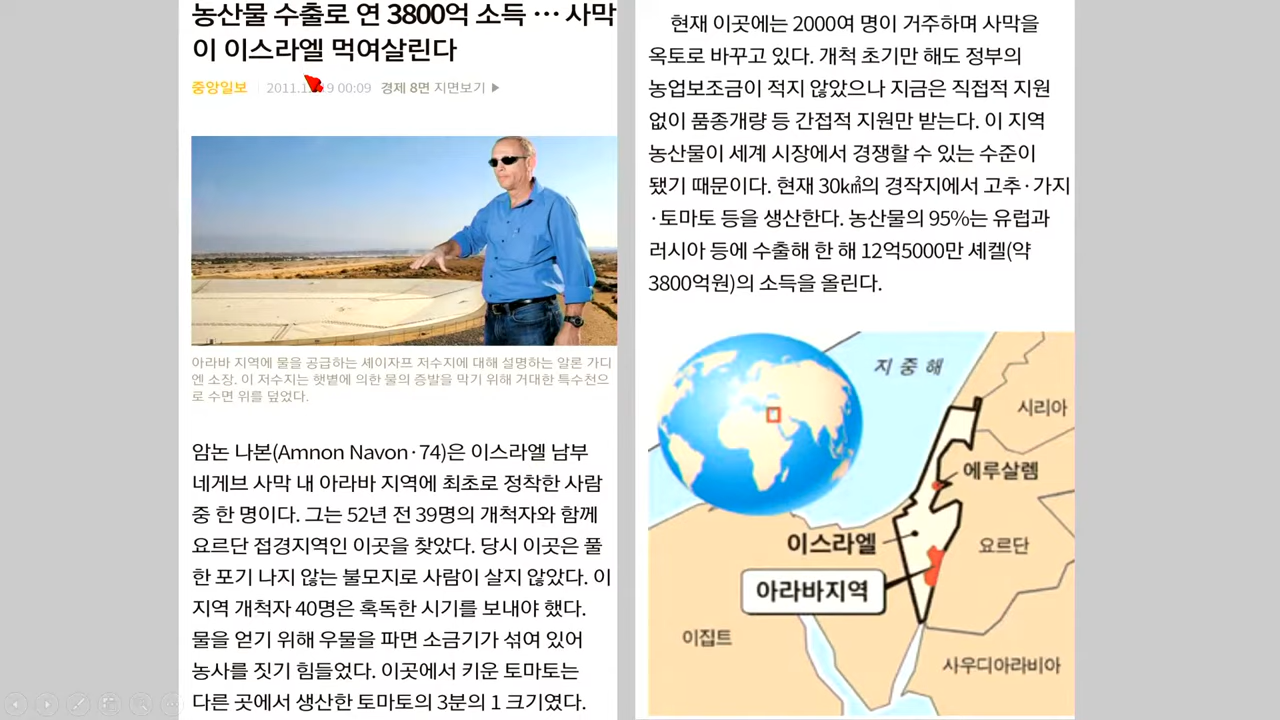 농산물 수출로 연 3800억 소득 … 사막
이 이스라엘 먹여살린다
중앙일보
00:09 경제 8면 지면보기 ▶
아라바 지역에 물을 공급하는 셰이자프 저수지에 대해 설명하는 알론 가디
엔 소장. 이 저수지는 햇볕에 의한 물의 증발을 막기 위해 거대한 특수천으
로 수면 위를 덮었다.
암논 나본(Amnon Navon·74)은 이스라엘 남부
네게브 사막 내 아라바 지역에 최초로 정착한 사람
중 한 명이다. 그는 52년 전 39명의 개척자와 함께
요르단 접경지역인 이곳을 찾았다. 당시 이곳은 풀
한 포기 나지 않는 불모지로 사람이 살지 않았다. 이
지역 개척자 40명은 혹독한 시기를 보내야 했다.
물을 얻기 위해 우물을 파면 소금기가 섞여 있어
농사를 짓기 힘들었다. 이곳에서 키운 토마토는
다른 곳에서 생산한 토마토의 3분의 1 크기였다.
현재 이곳에는 2000여 명이 거주하며 사막을
옥토로 바꾸고 있다. 개척 초기만 해도 정부의
농업보조금이 적지 않았으나 지금은 직접적 지원
없이 품종개량 등 간접적 지원만 받는다. 이 지역
농산물이 세계 시장에서 경쟁할 수 있는 수준이
됐기 때문이다. 현재 30㎢의 경작지에서 고추·가지
·토마토 등을 생산한다. 농산물의 95%는 유럽과
러시아 등에 수출해 한 해 12억5000만 셰켈(약
3800억원)의 소득을 올린다.
지중해
시리아
예루살렘
이스라엘
요르단
아라바지역
이집트
사우디아라비아